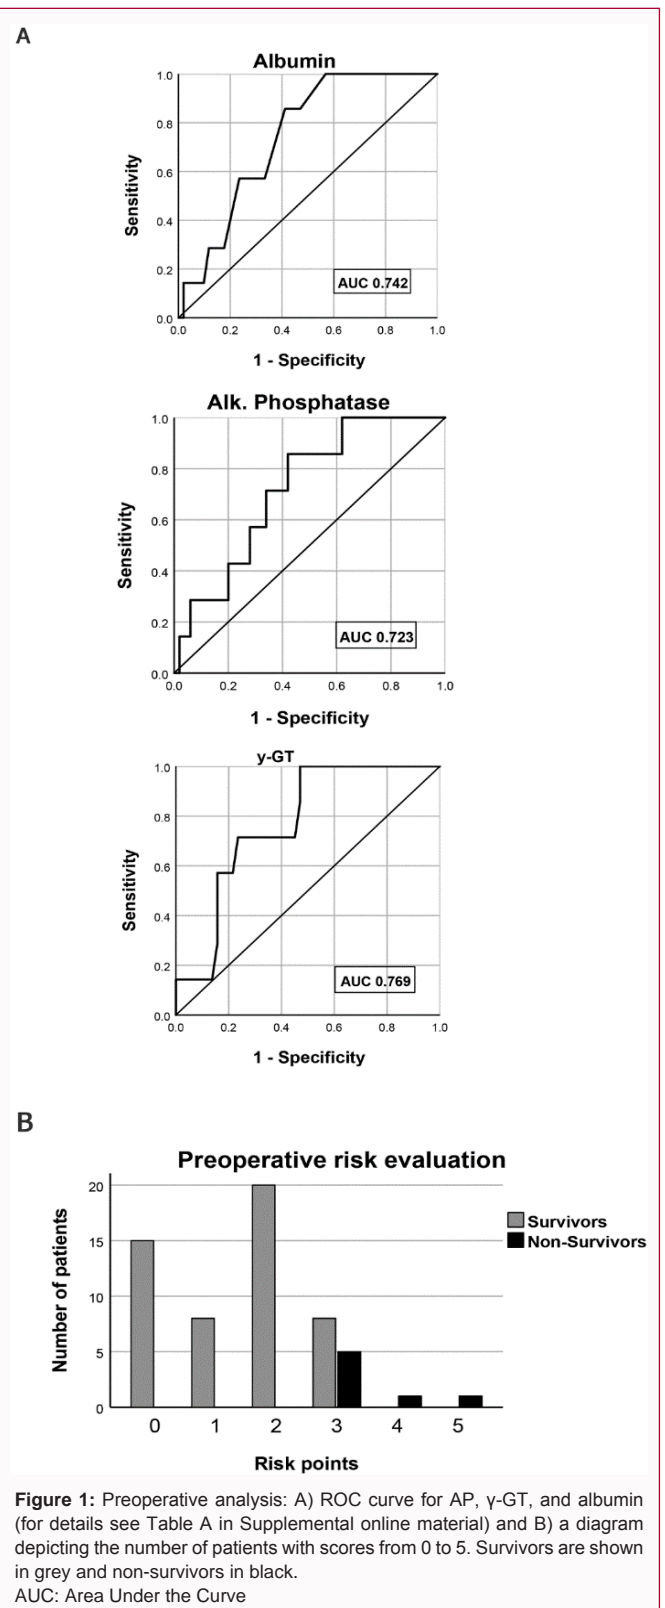 A
Albumin
1.0
0.8
0.6
0.4
0.2
0.0
Sensitivity
AUC 0.742
0.0 0.2 0.4 0.6 0.8 1.0
1 - Specificity
Alk. Phosphatase
1.0
0.8
0.6
0.4
0.2
0.0
Sensitivity
AUC 0.723
0.0 0.2 0.4 0.6 0.8 1.0
1 - Specificity
y-GT
1.0
0.8
0.6
0.4
0.2
0.0
Sensitivity
AUC 0.769
0.0 0.2 0.4 0.6 0.8 1.0
1 - Specificity
B
Preoperative risk evaluation
20
15
10
5
0
Number of patients
Survivors
Non-Survivors
0 1 2 3 4 5
Risk points
Figure 1: Preoperative analysis: A) ROC curve for AP, γ-GT, and albumin
(for details see Table A in Supplemental online material) and B) a diagram
depicting the number of patients with scores from 0 to 5. Survivors are shown
in grey and non-survivors in black.
AUC: Area Under the Curve